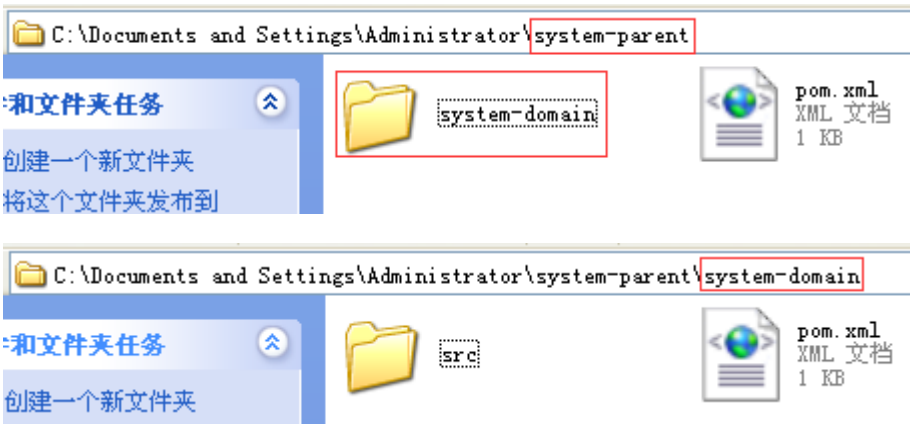 C:\Documents and Settings\Administrator\system-parent
和文件夹任务
创建一个新文件夹
将这个文件夹发布到
system-domain
pom.xml
XML 文档
1 KB
C:\Documents and Settings\Administrator\system-parent\system-domain
和文件夹任务
创建一个新文件夹
src
pom.xml
XML 文档
1 KB